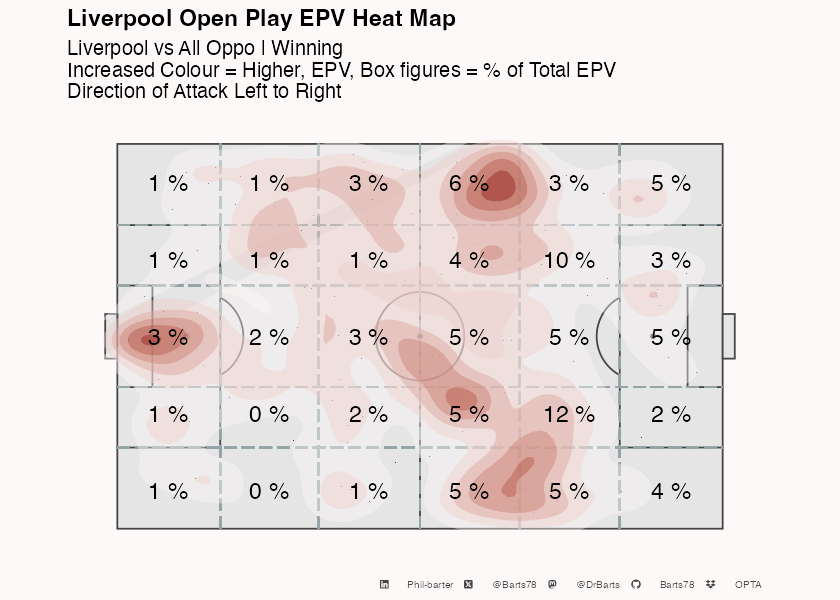 Liverpool Open Play EPV Heat Map
Liverpool vs All Oppo | Winning
Increased Colour = Higher, EPV, Box figures = % of Total EPV
Direction of Attack Left to Right
1 % 1 % 3 % 6 % 3 % 5 %
1 % 1 % 1 % 4 % 10 % 3 %
3 % 2 % 3 % 5 % 5 % 5 %
1 % 0 % 2 % 5 % 12 % 2 %
1 % 0 % 1 % 5 % 5 % 4 %
Phil-barter @Barts78 @DrBarts Barts78 OPTA